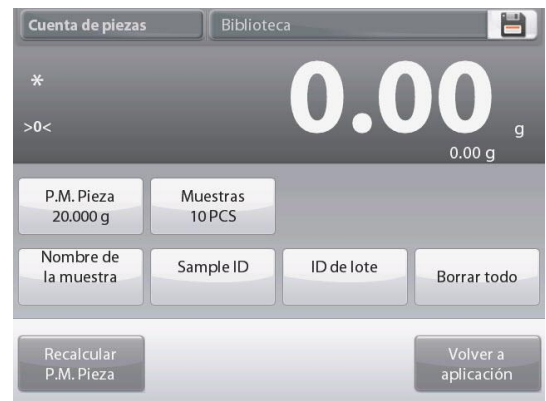 Cuenta de piezas
Biblioteca
*
>0<
0.00 g
0.00 g
P.M. Pieza
20.000 g
Muestras
10 PCS
Nombre de
la muestra
Sample ID
ID de lote
Borrar todo
Recalcular
P.M. Pieza
Volver a
aplicación